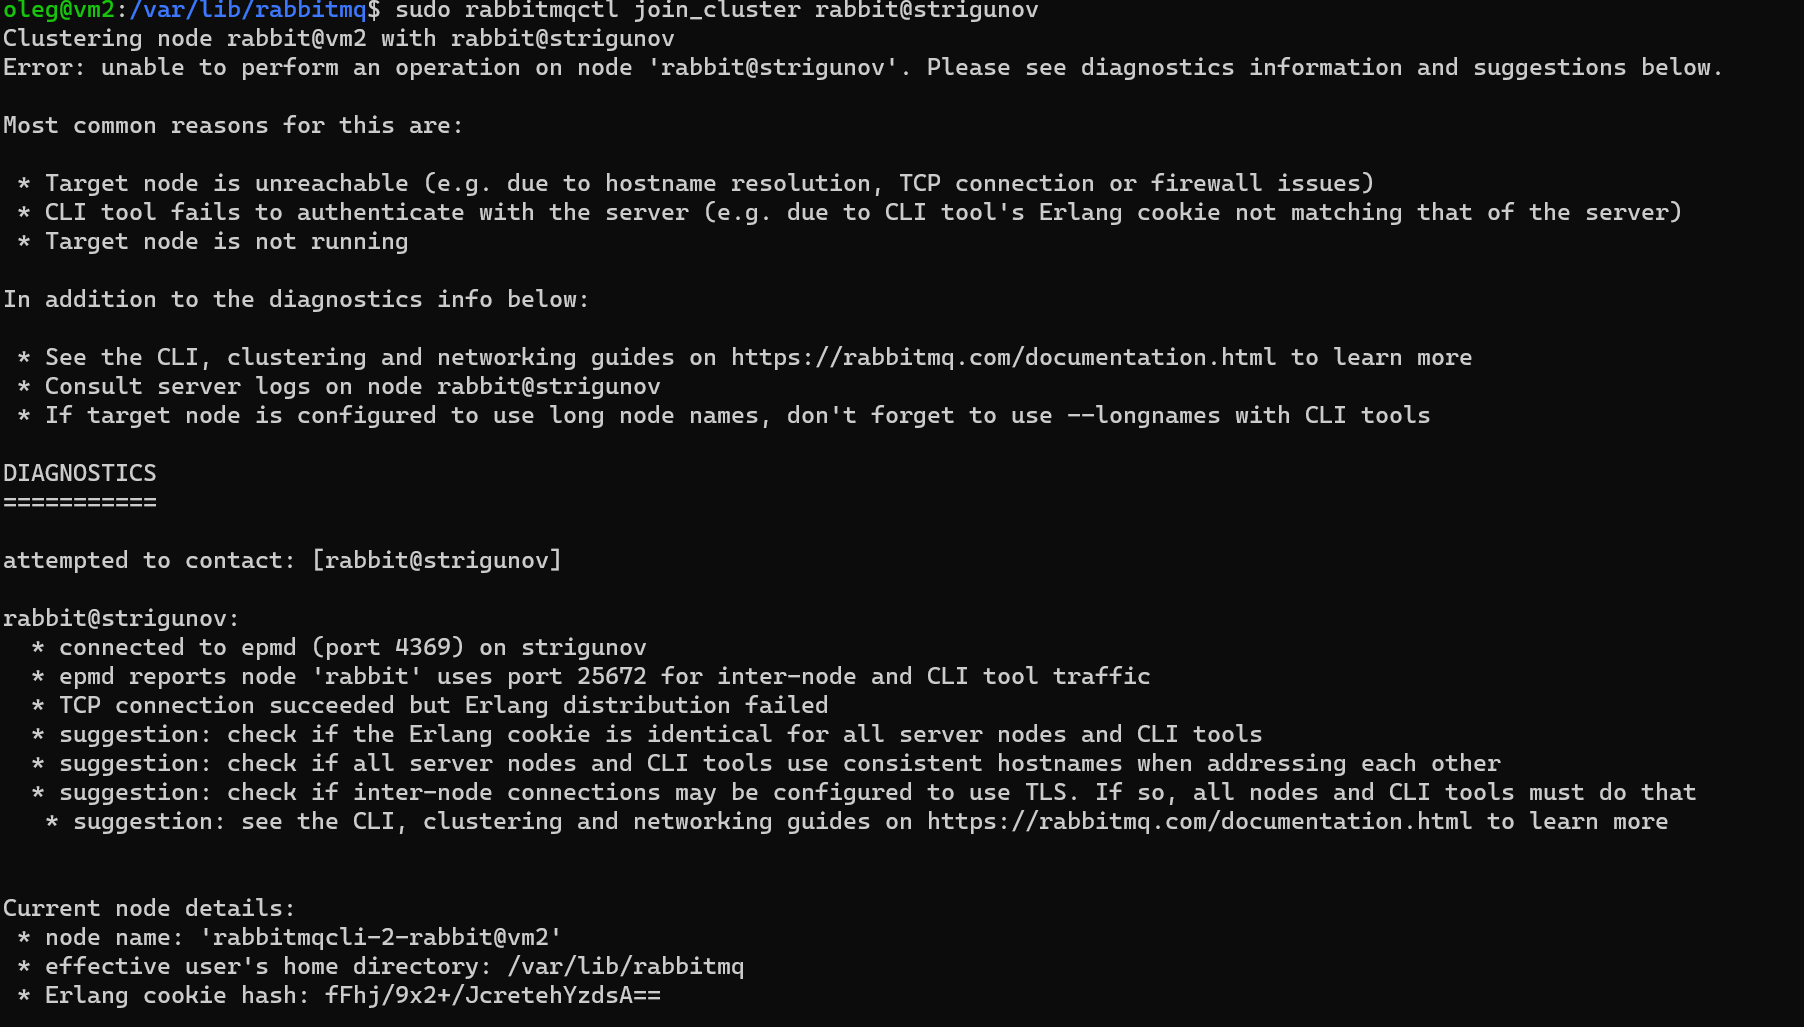 oleg@vm2:/var/lib/rabbitmq$ sudo rabbitmqctl join_cluster rabbit@strigunov
Clustering node rabbit@vm2 with rabbit@strigunov
Error: unable to perform an operation on node 'rabbit@strigunov'. Please see diagnostics information and suggestions below.

Most common reasons for this are:

 * Target node is unreachable (e.g. due to hostname resolution, TCP connection or firewall issues)
 * CLI tool fails to authenticate with the server (e.g. due to CLI tool's Erlang cookie not matching that of the server)
 * Target node is not running

In addition to the diagnostics info below:

 * See the CLI, clustering and networking guides on https://rabbitmq.com/documentation.html to learn more
 * Consult server logs on node rabbit@strigunov
 * If target node is configured to use long node names, don't forget to use --longnames with CLI tools

DIAGNOSTICS
===========

attempted to contact: [rabbit@strigunov]

rabbit@strigunov:
  * connected to epmd (port 4369) on strigunov
  * epmd reports node 'rabbit' uses port 25672 for inter-node and CLI tool traffic
  * TCP connection succeeded but Erlang distribution failed
  * suggestion: check if the Erlang cookie is identical for all server nodes and CLI tools
  * suggestion: check if all server nodes and CLI tools use consistent hostnames when addressing each other
  * suggestion: check if inter-node connections may be configured to use TLS. If so, all nodes and CLI tools must do that
   * suggestion: see the CLI, clustering and networking guides on https://rabbitmq.com/documentation.html to learn more


Current node details:
 * node name: 'rabbitmqcli-2-rabbit@vm2'
 * effective user's home directory: /var/lib/rabbitmq
 * Erlang cookie hash: fFhj/9x2+/JcretehYzdsA==